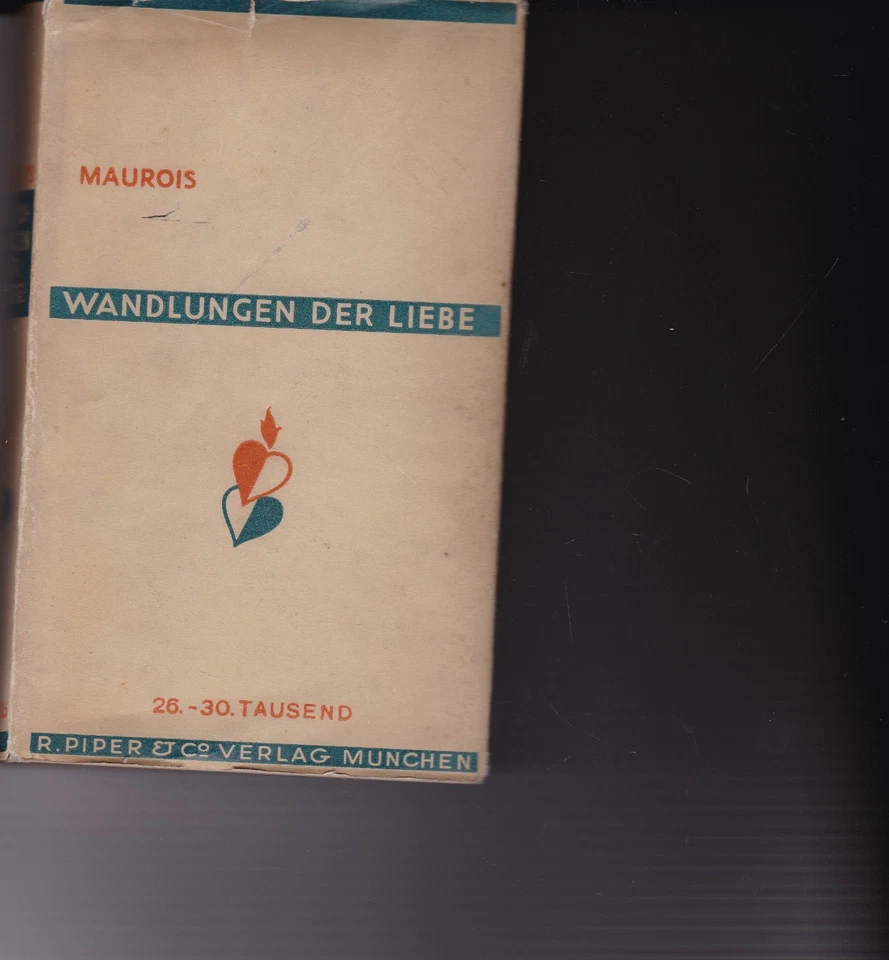 MAUROIS
WANDLUNGEN DER LIEBE
26.-30. TAUSEND
R. PIPER & Co VERLAG MUNCHEN